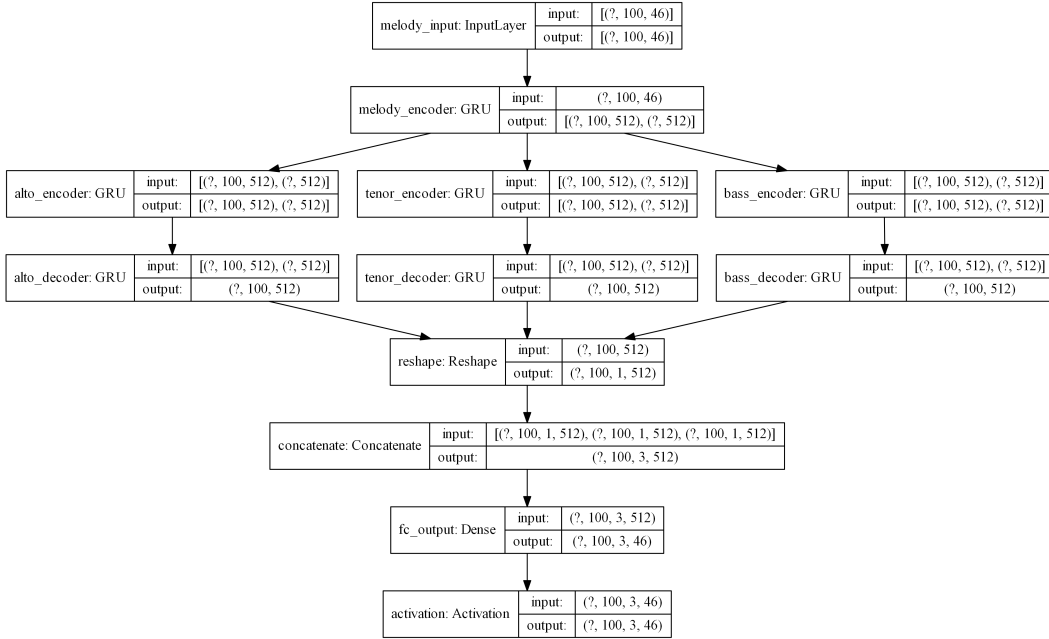 melody_input: InputLayer
input: [(?, 100, 46)]
output: [(?, 100, 46)]
melody_encoder: GRU
input: (?, 100, 46)
output: [(?, 100, 512), (?, 512)]
alto_encoder: GRU
input: [(?, 100, 512), (?, 512)]
output: [(?, 100, 512), (?, 512)]
tenor_encoder: GRU
input: [(?, 100, 512), (?, 512)]
output: [(?, 100, 512), (?, 512)]
bass_encoder: GRU
input: [(?, 100, 512), (?, 512)]
output: [(?, 100, 512), (?, 512)]
alto_decoder: GRU
input: [(?, 100, 512), (?, 512)]
output: (?, 100, 512)
tenor_decoder: GRU
input: [(?, 100, 512), (?, 512)]
output: (?, 100, 512)
bass_decoder: GRU
input: [(?, 100, 512), (?, 512)]
output: (?, 100, 512)
reshape: Reshape
input: (?, 100, 512)
output: (?, 100, 1, 512)
concatenate: Concatenate
input: [(?, 100, 1, 512), (?, 100, 1, 512), (?, 100, 1, 512)]
output: (?, 100, 3, 512)
fc_output: Dense
input: (?, 100, 3, 512)
output: (?, 100, 3, 46)
activation: Activation
input: (?, 100, 3, 46)
output: (?, 100, 3, 46)